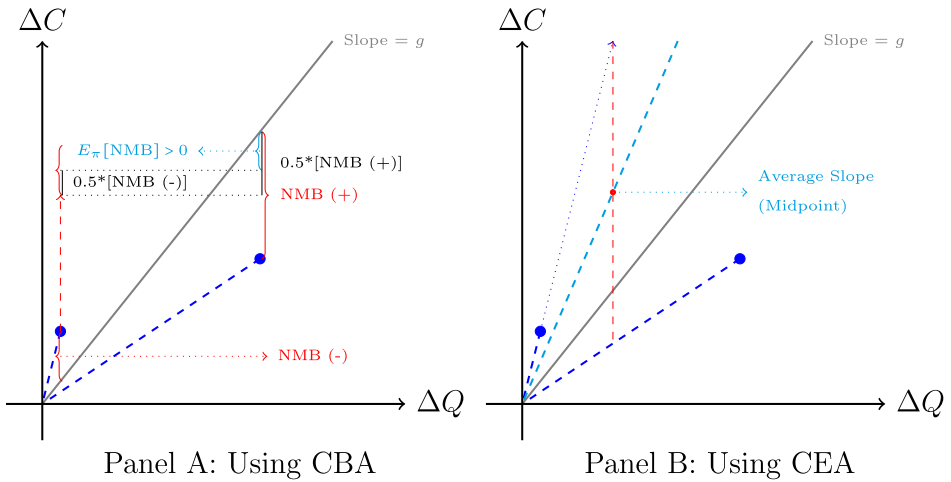 ΔC
Slope = g
E_π[NMB] > 0
0.5*[NMB (+)]
0.5*[NMB (-)]
NMB (+)
NMB (-)
ΔQ
Panel A: Using CBA
ΔC
Slope = g
Average Slope
(Midpoint)
ΔQ
Panel B: Using CEA